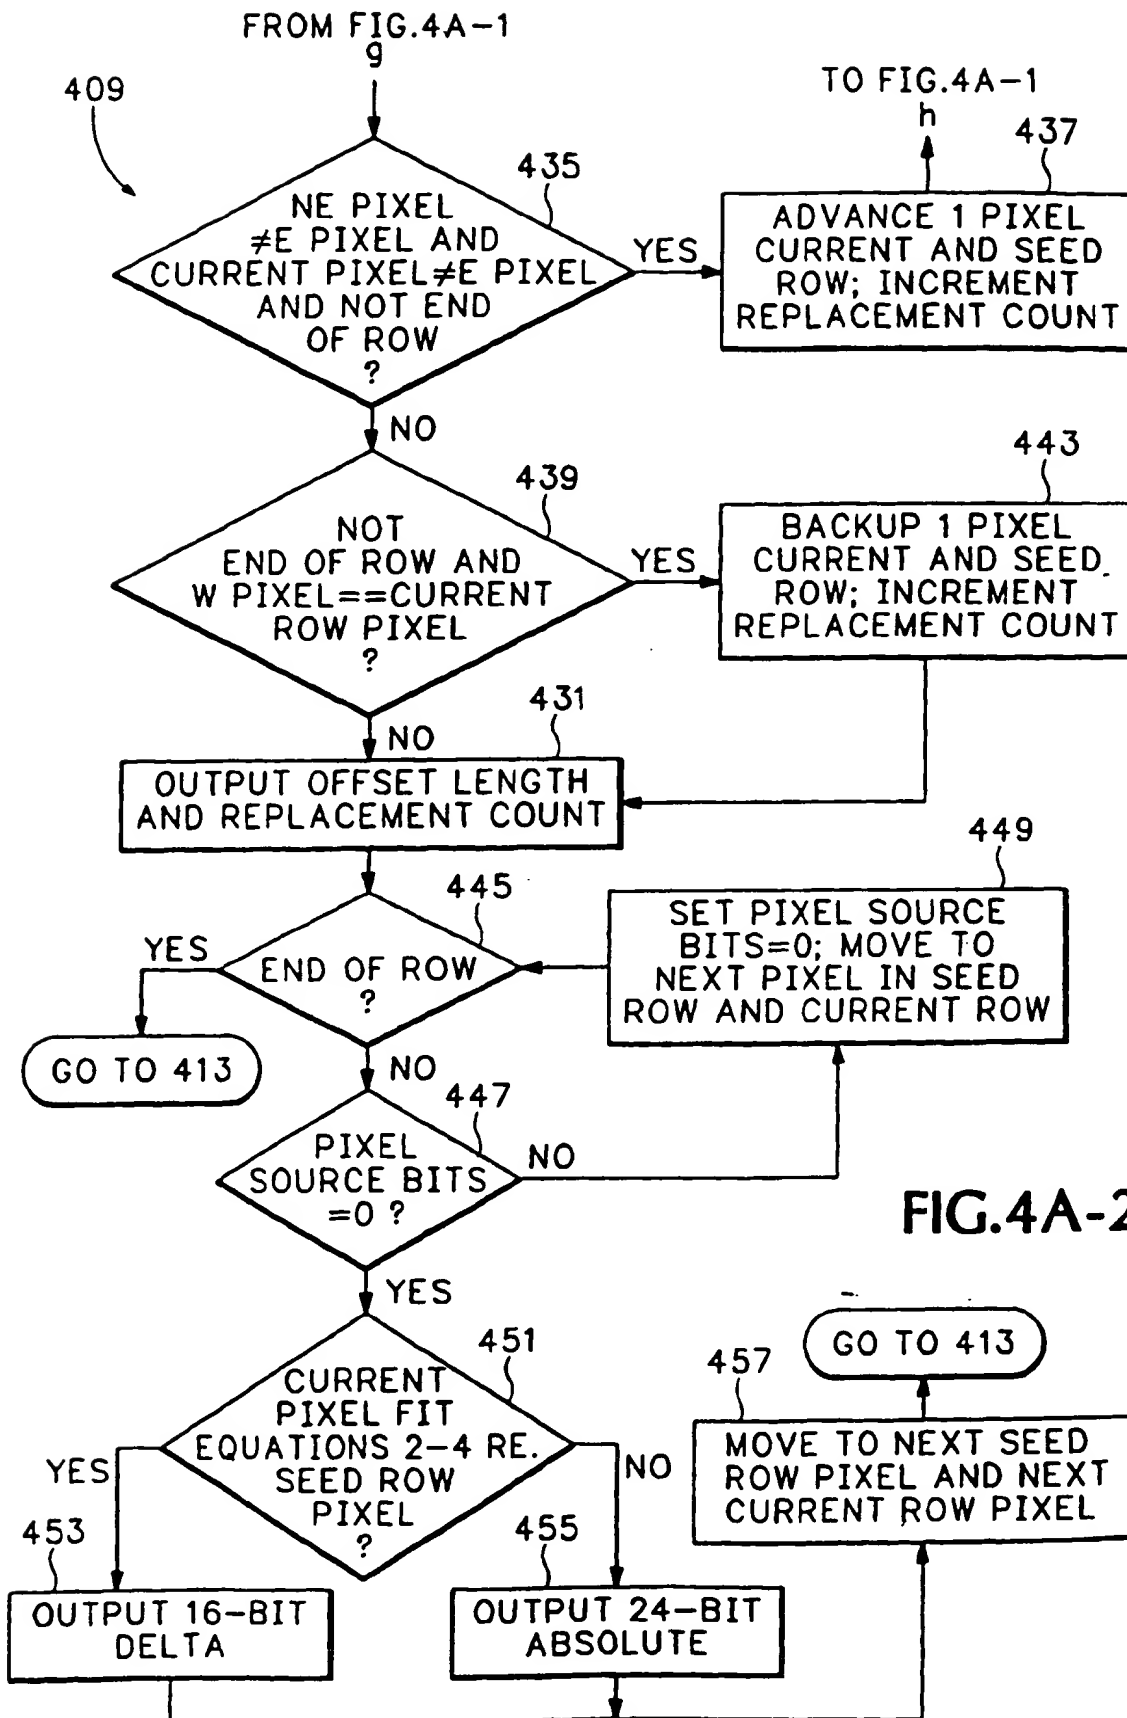 FROM FIG.4A-1
g
409
TO FIG.4A-1
h
437
435
NE PIXEL
≠E PIXEL AND
CURRENT PIXEL≠E PIXEL
AND NOT END
OF ROW
?
YES
ADVANCE 1 PIXEL
CURRENT AND SEED
ROW; INCREMENT
REPLACEMENT COUNT
NO
439
443
NOT
END OF ROW AND
W PIXEL==CURRENT
ROW PIXEL
?
YES
BACKUP 1 PIXEL
CURRENT AND SEED
ROW; INCREMENT
REPLACEMENT COUNT
NO
431
OUTPUT OFFSET LENGTH
AND REPLACEMENT COUNT
445
449
END OF ROW
?
YES
SET PIXEL SOURCE
BITS=0; MOVE TO
NEXT PIXEL IN SEED
ROW AND CURRENT ROW
GO TO 413
NO
447
PIXEL
SOURCE BITS
=0 ?
NO
FIG.4A-2
YES
451
CURRENT
PIXEL FIT
EQUATIONS 2-4 RE.
SEED ROW
PIXEL
?
YES
NO
GO TO 413
457
MOVE TO NEXT SEED
ROW PIXEL AND NEXT
CURRENT ROW PIXEL
453
OUTPUT 16-BIT
DELTA
455
OUTPUT 24-BIT
ABSOLUTE